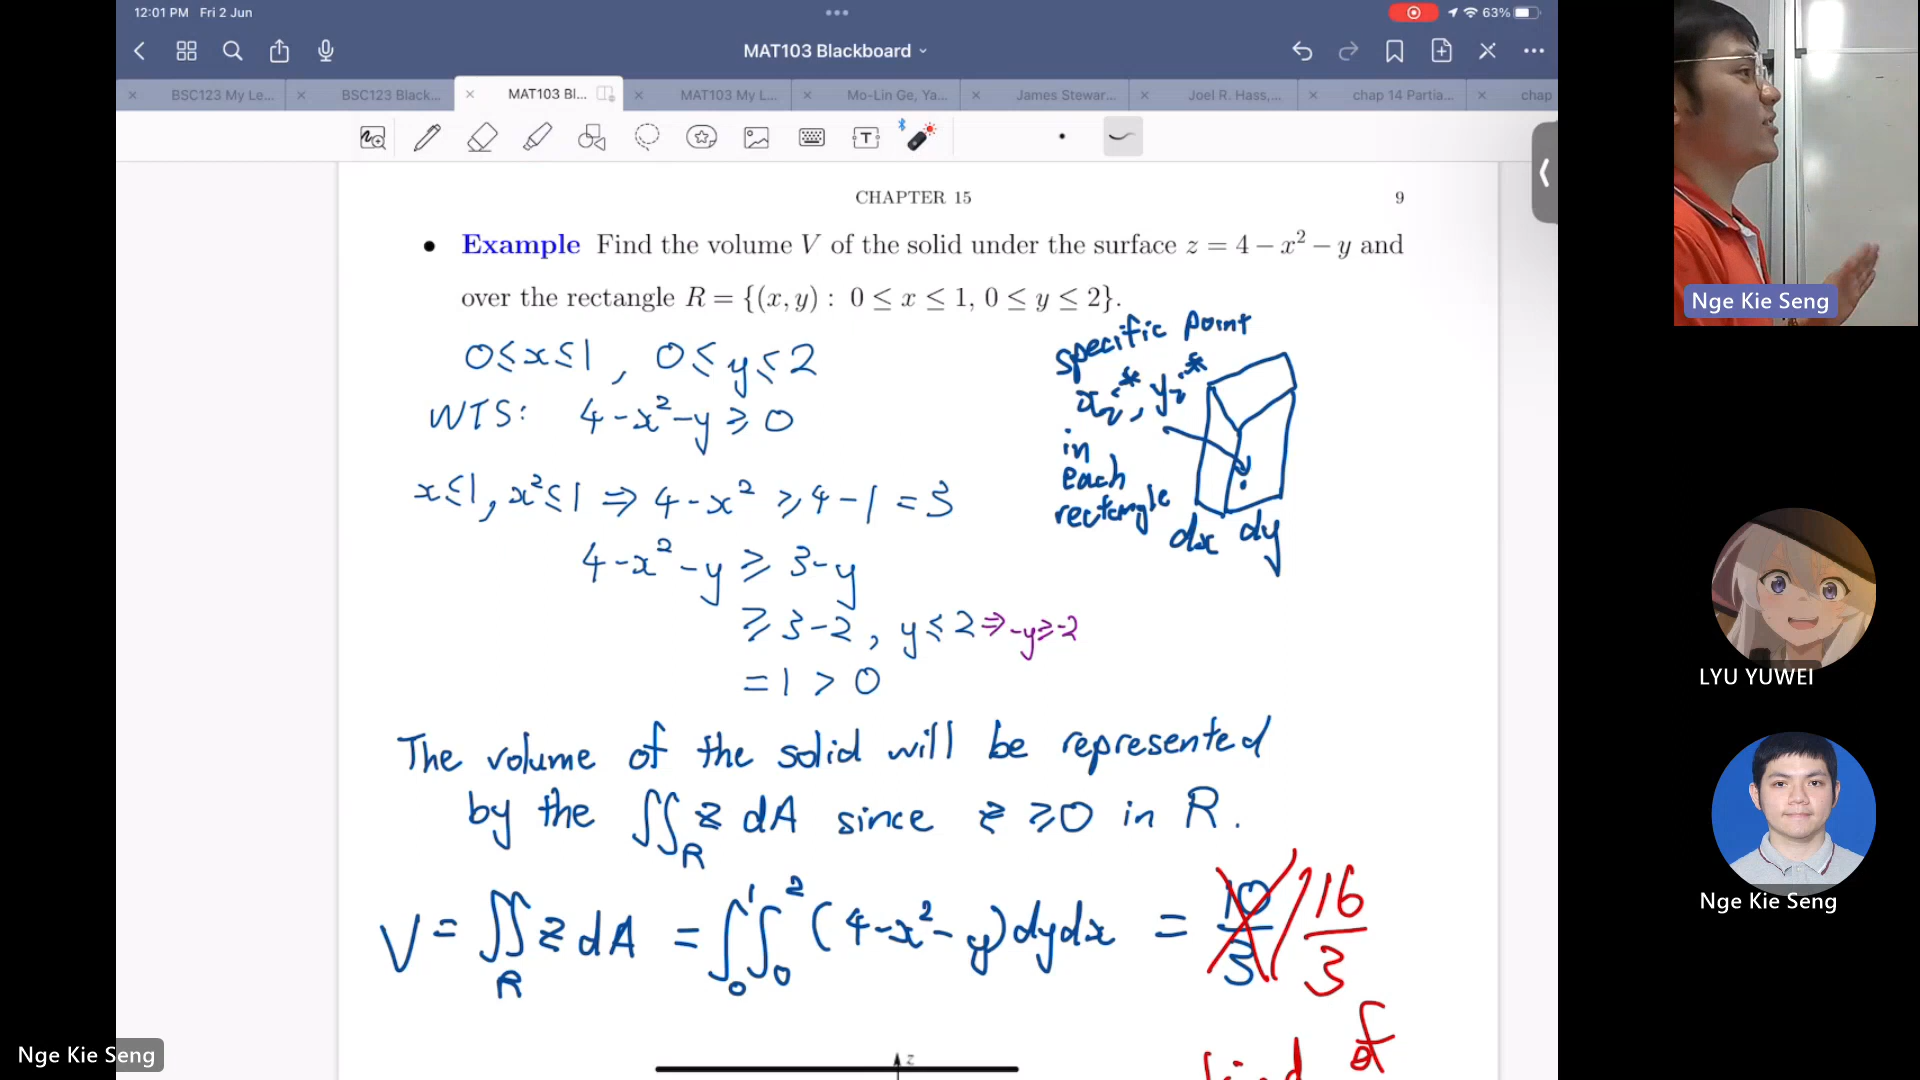 12:01 PM Fri 2 Jun
63%
MAT103 Blackboard
BSC123 My Le...
BSC123 Black...
MAT103 Bl...
MAT103 My L...
Mo-Lin Ge, Ya...
James Stewar...
Joel R. Hass,...
chap 14 Partia...
chap
CHAPTER 15 9
• Example Find the volume V of the solid under the surface z = 4 − x² − y and
over the rectangle R = {(x, y) : 0 ≤ x ≤ 1, 0 ≤ y ≤ 2}.
0≤x≤1, 0≤y≤2
WTS: 4-x²-y ≥ 0
x≤1, x²≤1 ⇒ 4-x² ≥ 4-1 = 3
4-x²-y ≥ 3-y
≥ 3-2, y≤2 ⇒ -y≥-2
= 1 > 0
specific point
xᵢ*, yᵢ*
in
each
rectangle
dx dy
The volume of the solid will be represented
by the ∬_R z dA since z ≥0 in R.
V = ∬_R z dA = ∫₀¹∫₀² (4-x²-y) dy dx = 10/3 16/3
z
Nge Kie Seng
LYU YUWEI
Nge Kie Seng
Nge Kie Seng